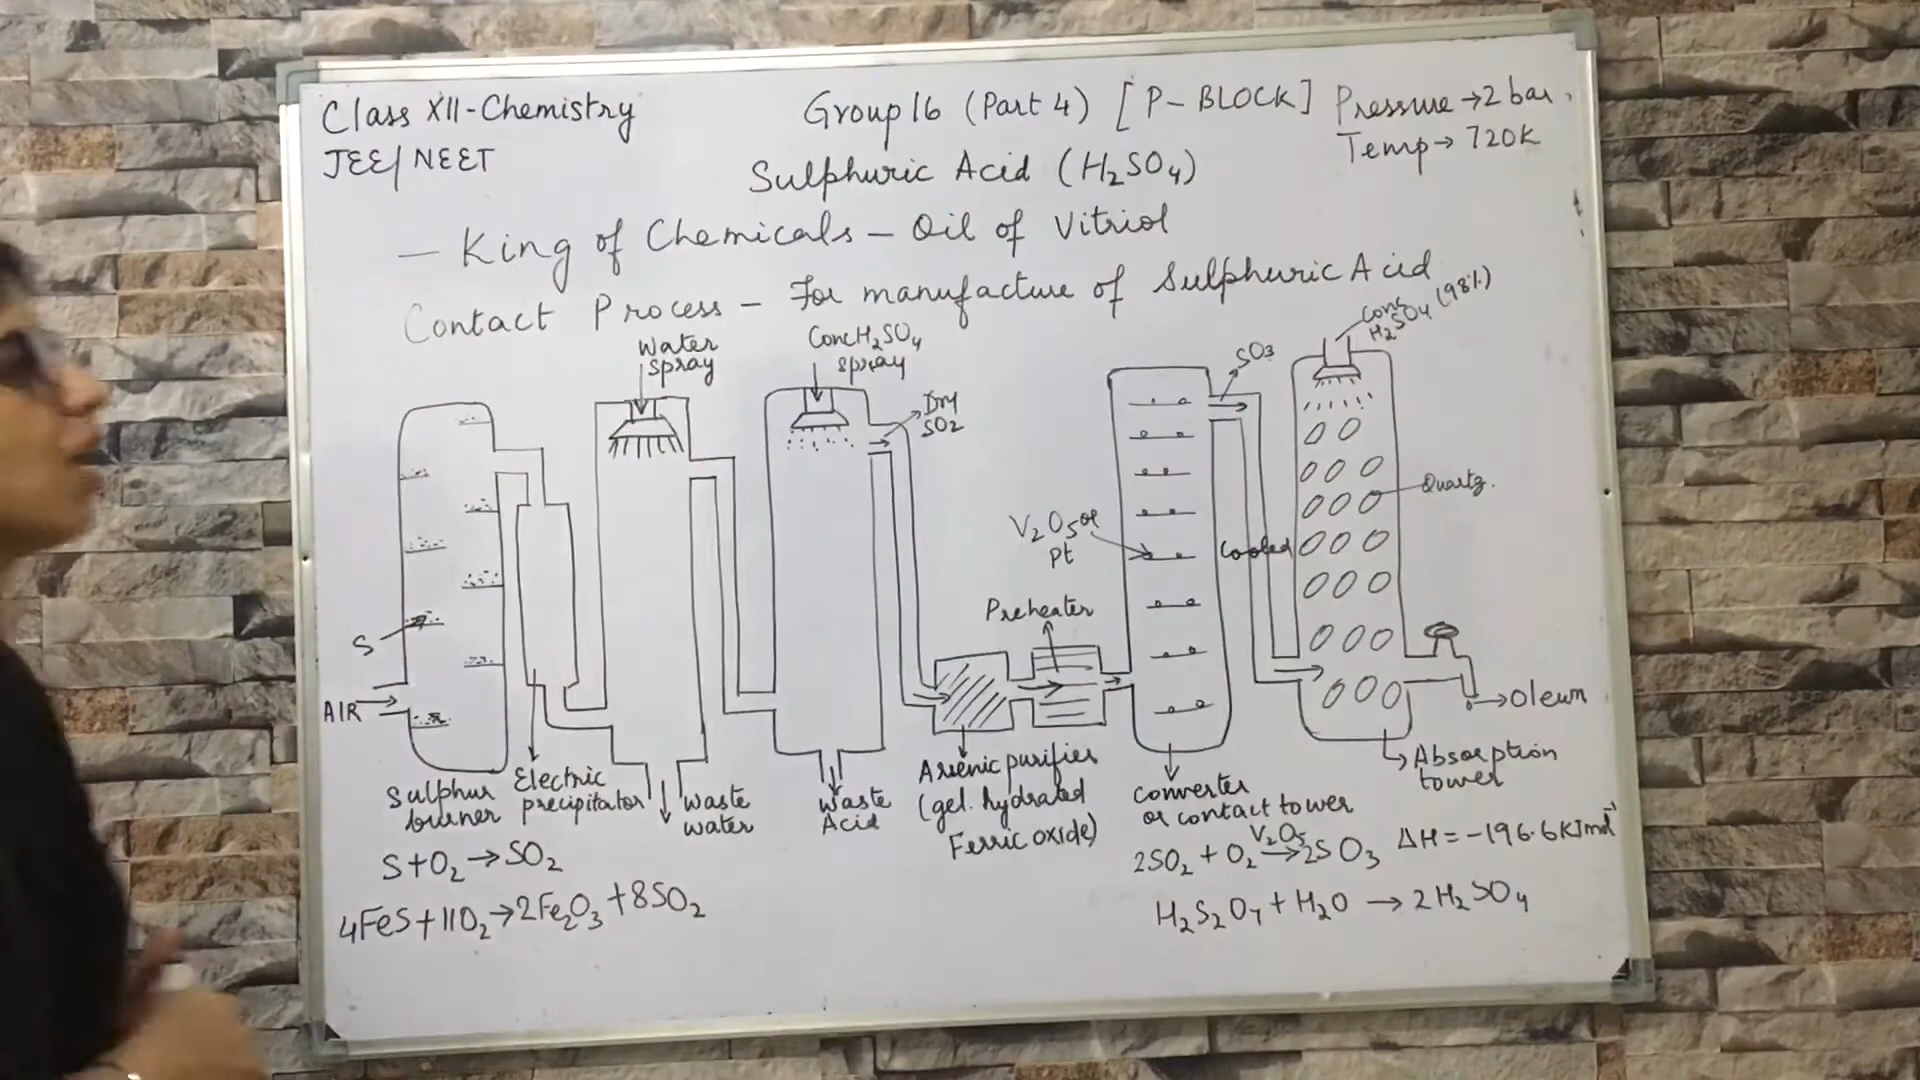 Class XII-Chemistry
JEE/NEET
Group 16 (Part 4) [P-BLOCK]
Pressure → 2 bar.
Temp → 720K
Sulphuric Acid (H₂SO₄)
— King of Chemicals – Oil of Vitriol
Contact Process – For manufacture of Sulphuric Acid
Water
spray
Conc H₂SO₄
spray
Dry
SO₂
SO₃
Conc
H₂SO₄ (98%)
Quartz.
V₂O₅ or
Pt
Cooled
Preheater
S
AIR
Oleum
Sulphur
burner
Electric
precipitator
Waste
water
Waste
Acid
Arsenic purifier
(gel. hydrated
Ferric oxide)
Converter
or contact tower
Absorption
tower
S + O₂ → SO₂
4FeS + 11O₂ → 2Fe₂O₃ + 8SO₂
V₂O₅
2SO₂ + O₂ → 2SO₃ ΔH = -196.6 KJ mol⁻¹
H₂S₂O₇ + H₂O → 2H₂SO₄